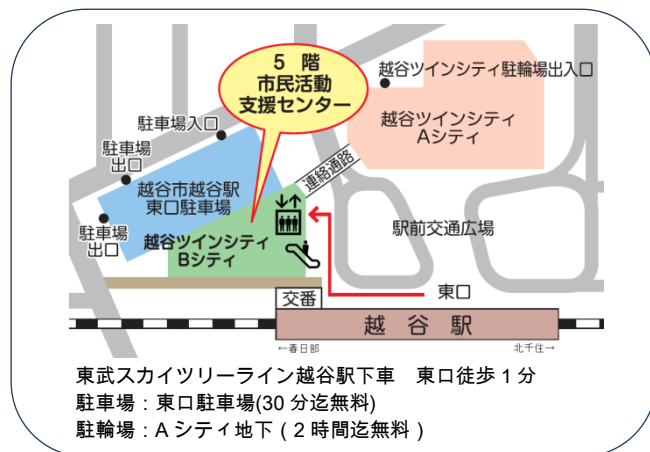 5 階
市民活動
支援センター
越谷ツインシティ駐輪場出入口
越谷ツインシティ
Aシティ
駐車場入口
駐車場
出口
連絡通路
越谷市越谷駅
東口駐車場
駐車場
出口
越谷ツインシティ
Bシティ
駅前交通広場
東口
交番
越 谷 駅
←春日部
北千住→
東武スカイツリーライン越谷駅下車　東口徒歩 1 分
駐車場：東口駐車場(30 分迄無料)
駐輪場：A シティ地下（ 2 時間迄無料 ）